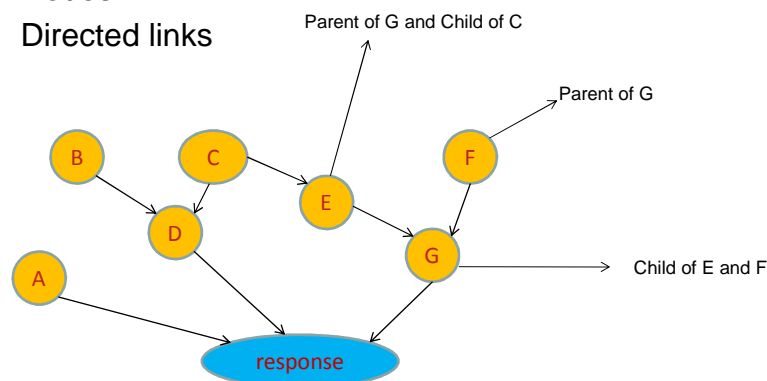 Directed links
Parent of G and Child of C
Parent of G
B
C
F
E
D
G
A
Child of E and F
response